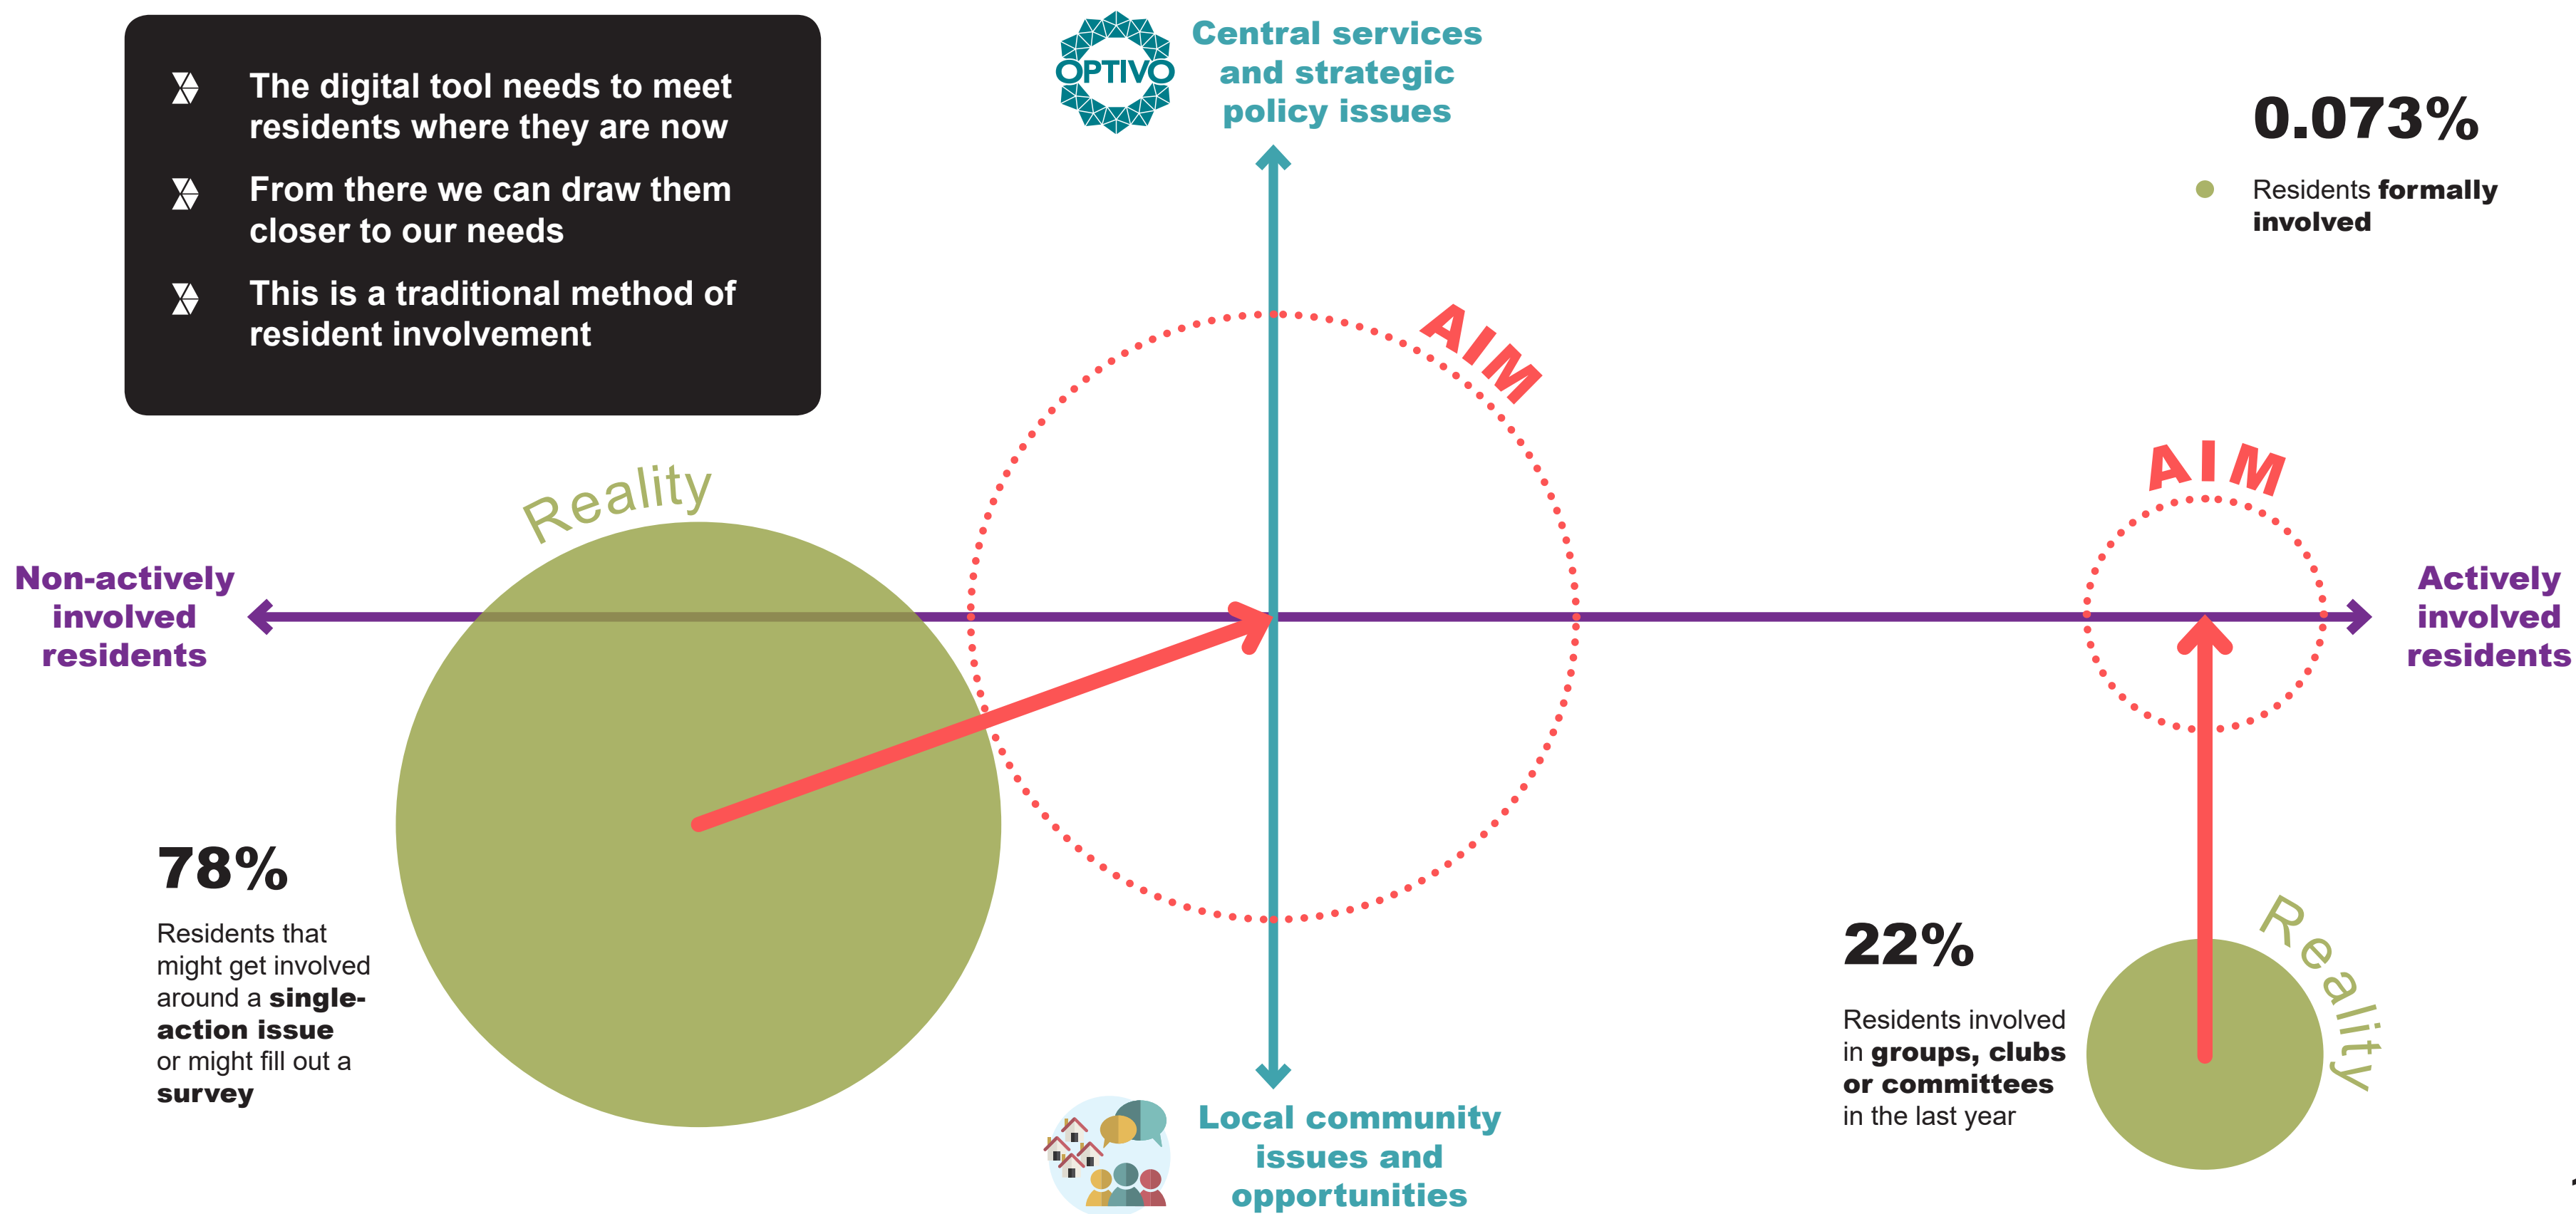 The digital tool needs to meet
residents where they are now
From there we can draw them
closer to our needs
This is a traditional method of
resident involvement
OPTIVO
Central services
and strategic
policy issues
0.073%
Residents formally
involved
AIM
AIM
Reality
Non-actively
involved
residents
Actively
involved
residents
78%
Residents that
might get involved
around a single-
action issue
or might fill out a
survey
22%
Residents involved
in groups, clubs
or committees
in the last year
Reality
Local community
issues and
opportunities